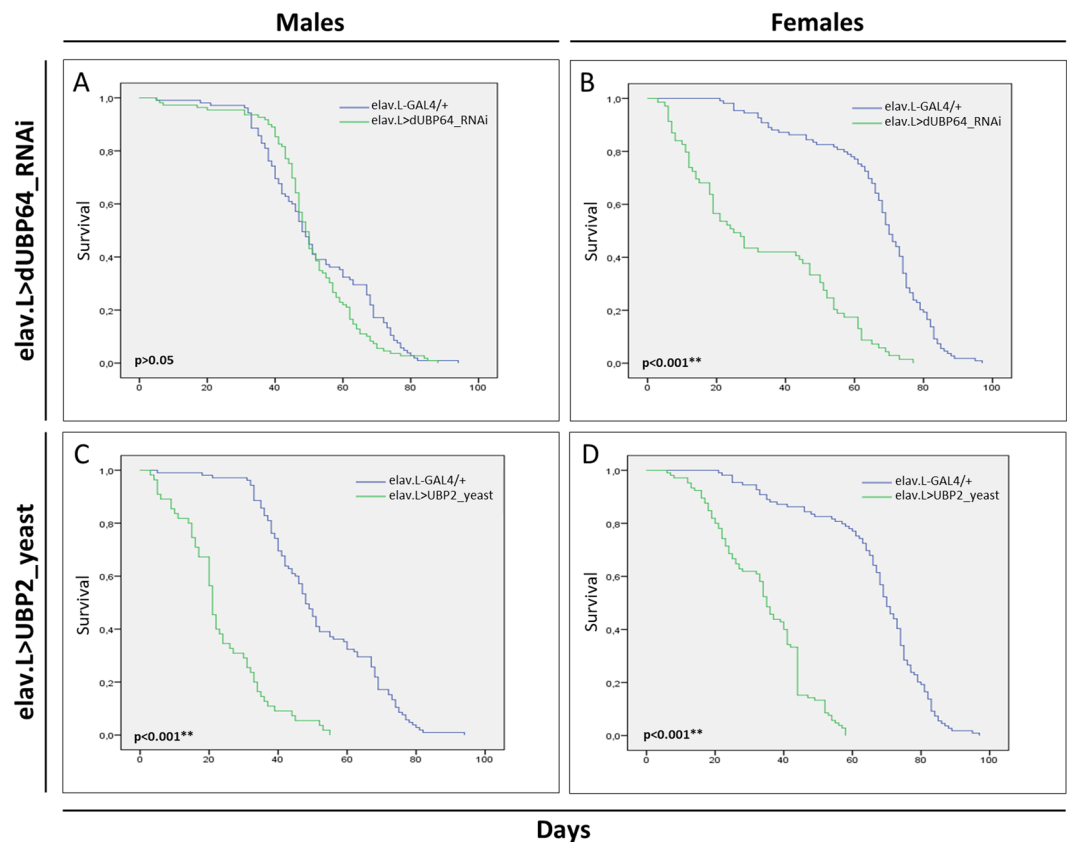 Males
Females
elav.L>dUBP64_RNAi
A
1,0
0,8
0,6
0,4
0,2
0,0
Survival
elav.L-GAL4/+
elav.L>dUBP64_RNAi
p>0.05
0 20 40 60 80 100
B
1,0
0,8
0,6
0,4
0,2
0,0
Survival
elav.L-GAL4/+
elav.L>dUBP64_RNAi
p<0.001**
0 20 40 60 80 100
elav.L>UBP2_yeast
C
1,0
0,8
0,6
0,4
0,2
0,0
Survival
elav.L-GAL4/+
elav.L>UBP2_yeast
p<0.001**
0 20 40 60 80 100
D
1,0
0,8
0,6
0,4
0,2
0,0
Survival
elav.L-GAL4/+
elav.L>UBP2_yeast
p<0.001**
0 20 40 60 80 100
Days